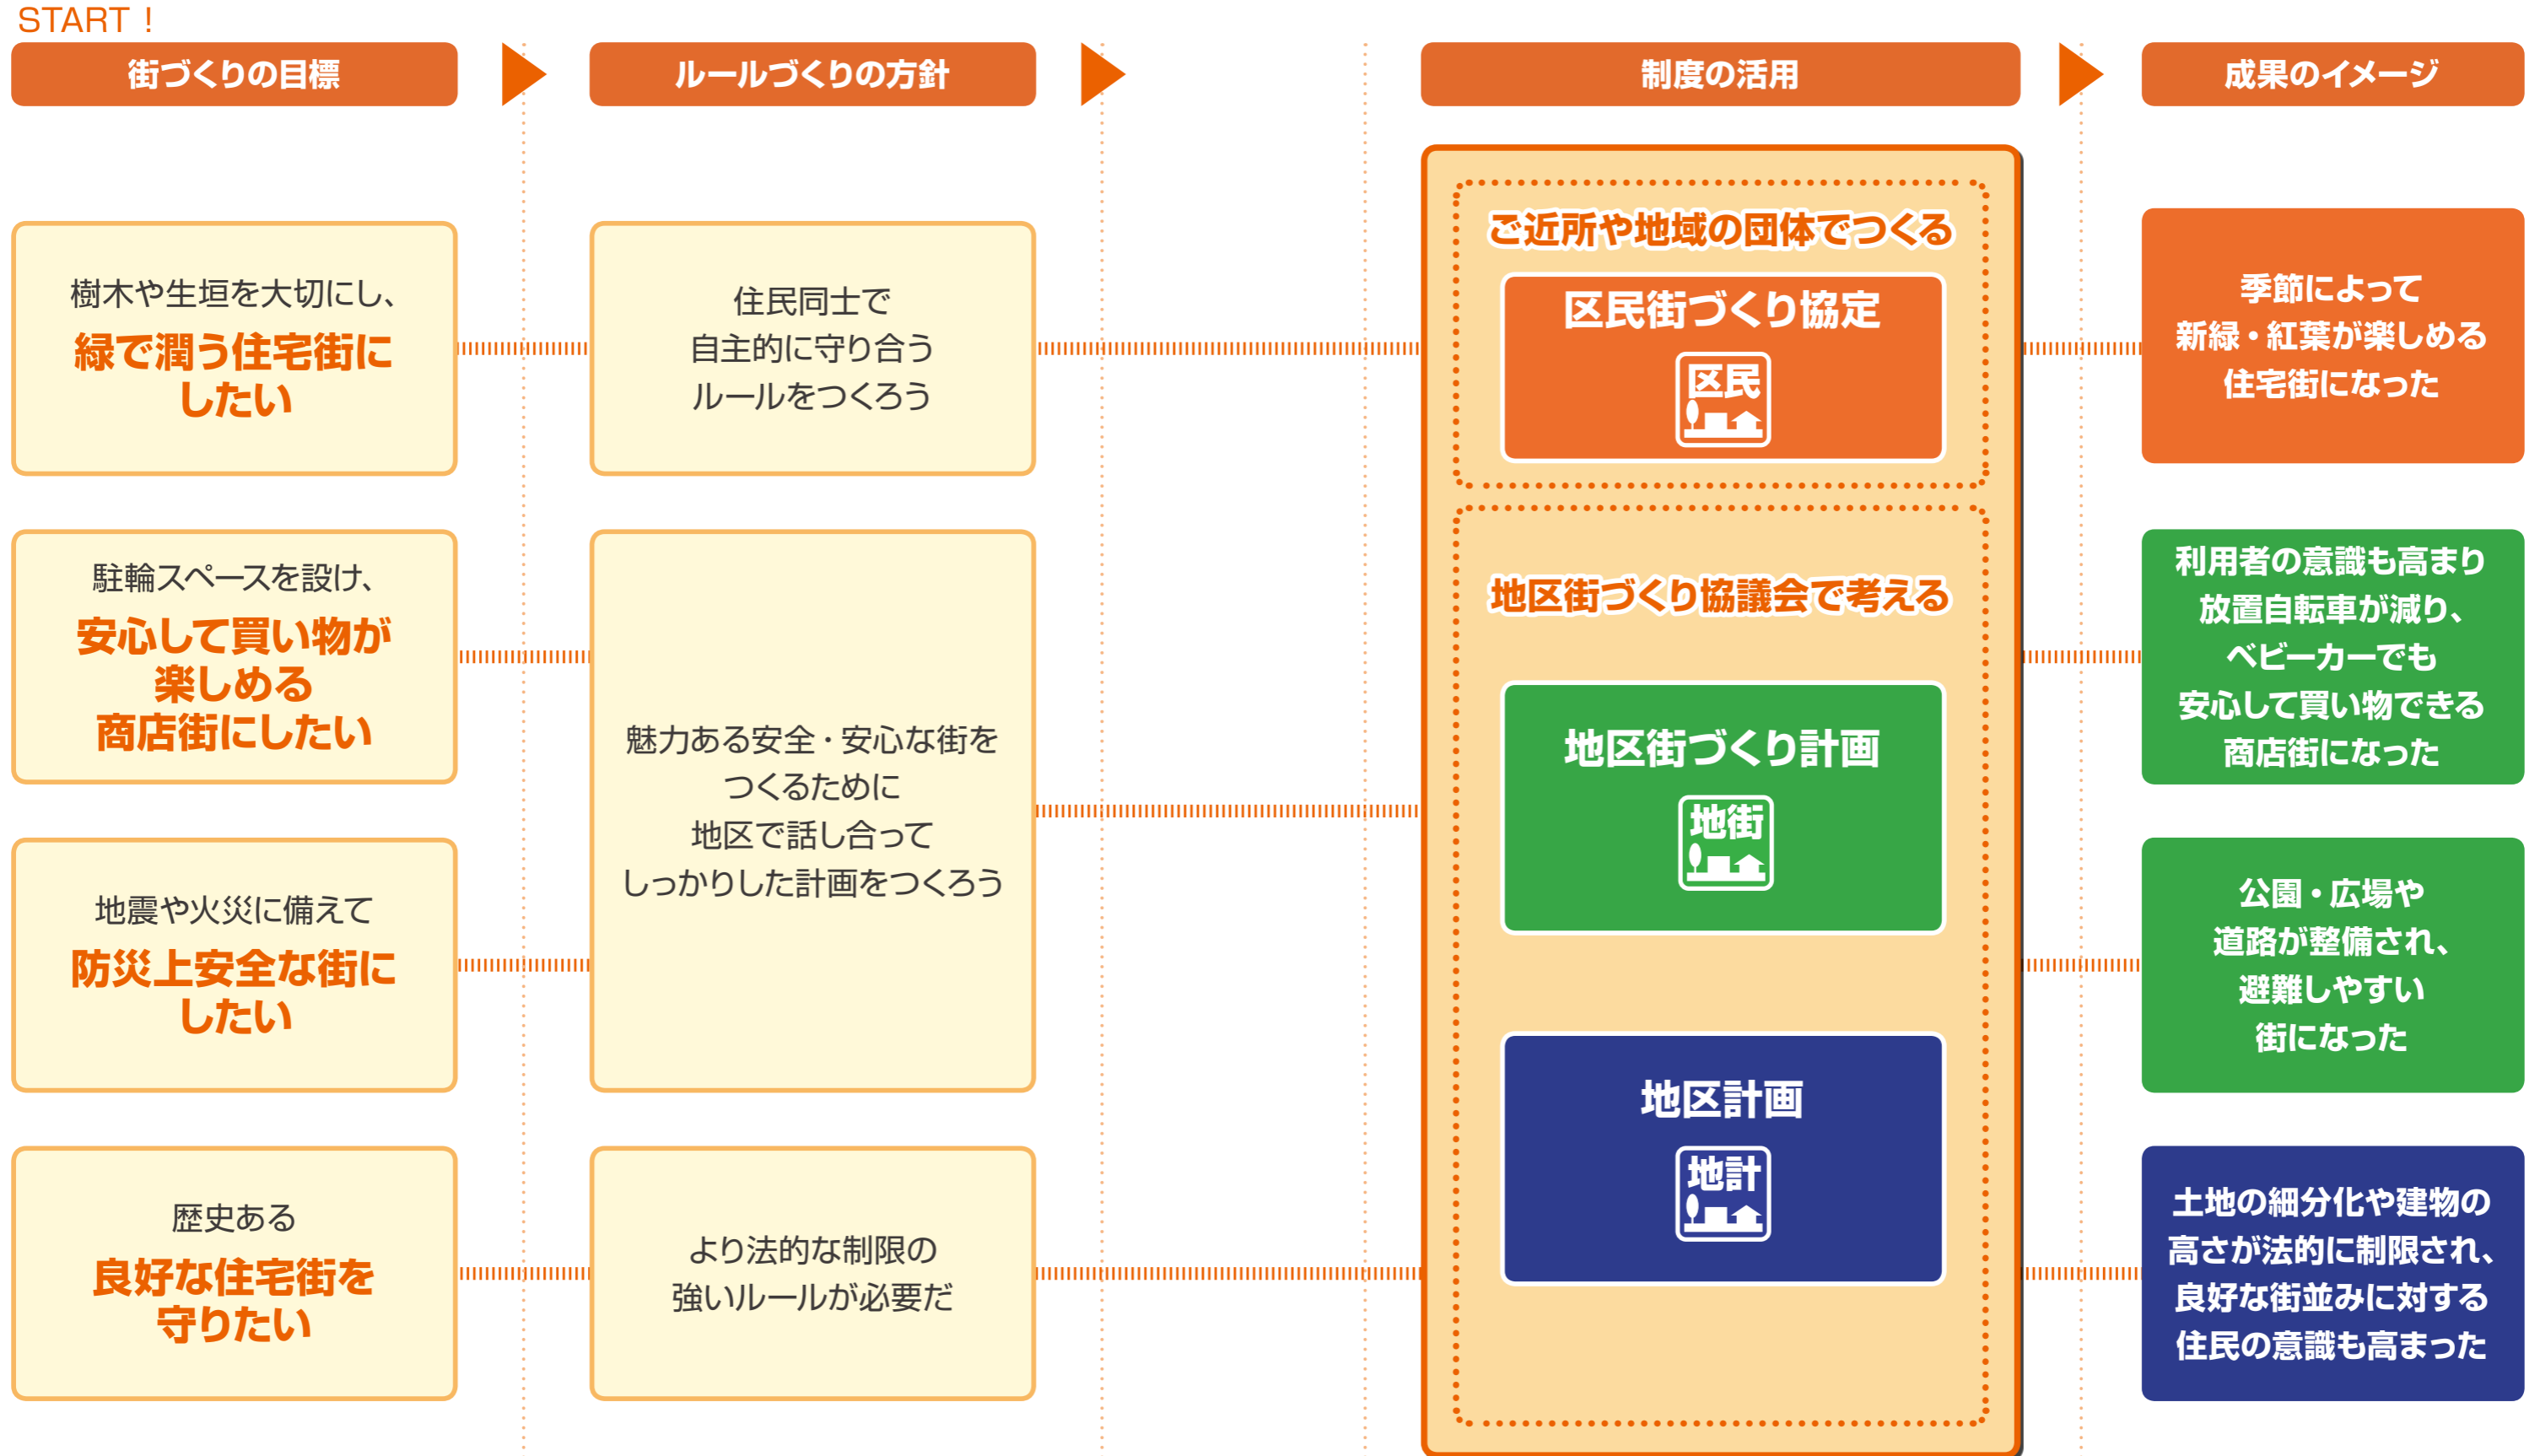 START！
街づくりの目標
ルールづくりの方針
制度の活用
成果のイメージ
樹木や生垣を大切にし、
緑で潤う住宅街に
したい
住民同士で
自主的に守り合う
ルールをつくろう
ご近所や地域の団体でつくる
区民街づくり協定
区民
季節によって
新緑・紅葉が楽しめる
住宅街になった
駐輪スペースを設け、
安心して買い物が
楽しめる
商店街にしたい
魅力ある安全・安心な街を
つくるために
地区で話し合って
しっかりした計画をつくろう
地区街づくり協議会で考える
地区街づくり計画
地街
利用者の意識も高まり
放置自転車が減り、
ベビーカーでも
安心して買い物できる
商店街になった
地震や火災に備えて
防災上安全な街に
したい
公園・広場や
道路が整備され、
避難しやすい
街になった
歴史ある
良好な住宅街を
守りたい
より法的な制限の
強いルールが必要だ
地区計画
地計
土地の細分化や建物の
高さが法的に制限され、
良好な街並みに対する
住民の意識も高まった